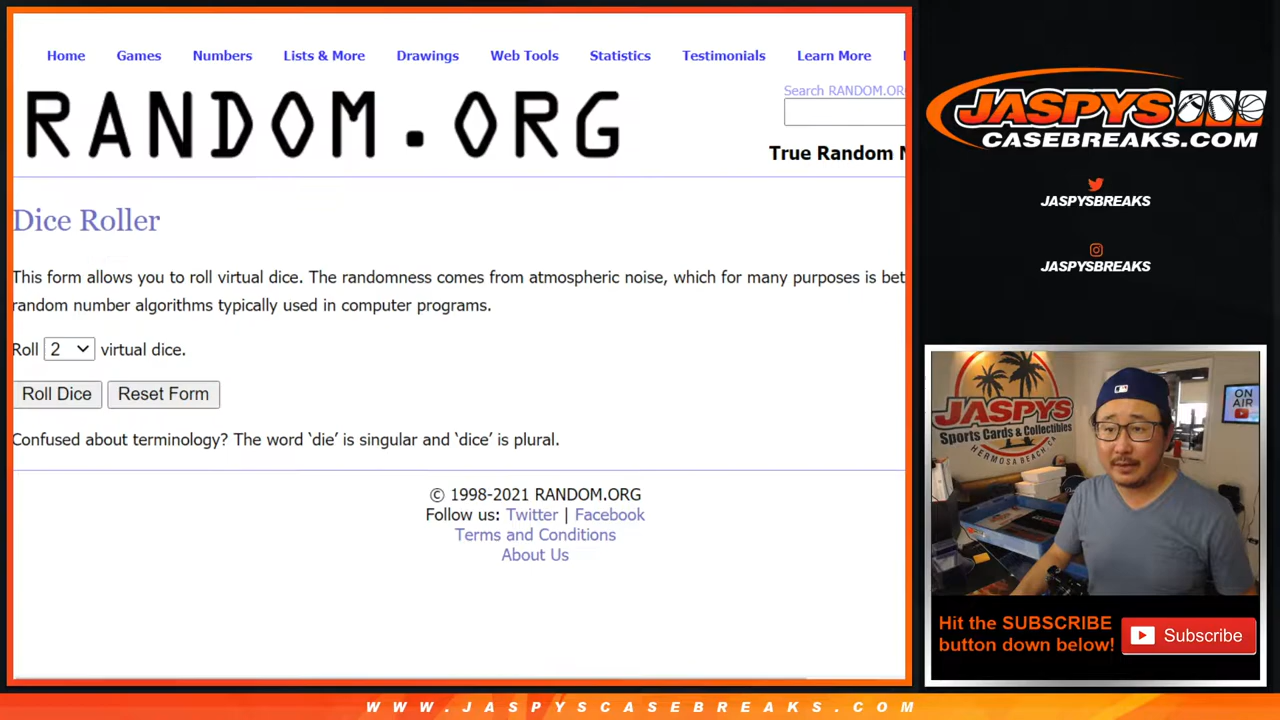 Home Games Numbers Lists & More Drawings Web Tools Statistics Testimonials Learn More
RANDOM.ORG
Search RANDOM.OR
True Random
Dice Roller
This form allows you to roll virtual dice. The randomness comes from atmospheric noise, which for many purposes is bet
random number algorithms typically used in computer programs.
Roll 2 virtual dice.
Roll Dice Reset Form
Confused about terminology? The word ‘die’ is singular and ‘dice’ is plural.
© 1998-2021 RANDOM.ORG
Follow us: Twitter | Facebook
Terms and Conditions
About Us
JASPYS
CASEBREAKS.COM
JASPYSBREAKS
JASPYSBREAKS
JASPYS
Sports Cards & Collectibles
HERMOSA BEACH CA
ON
AIR
Hit the SUBSCRIBE
button down below!
Subscribe
WWW.JASPYSCASEBREAKS.COM